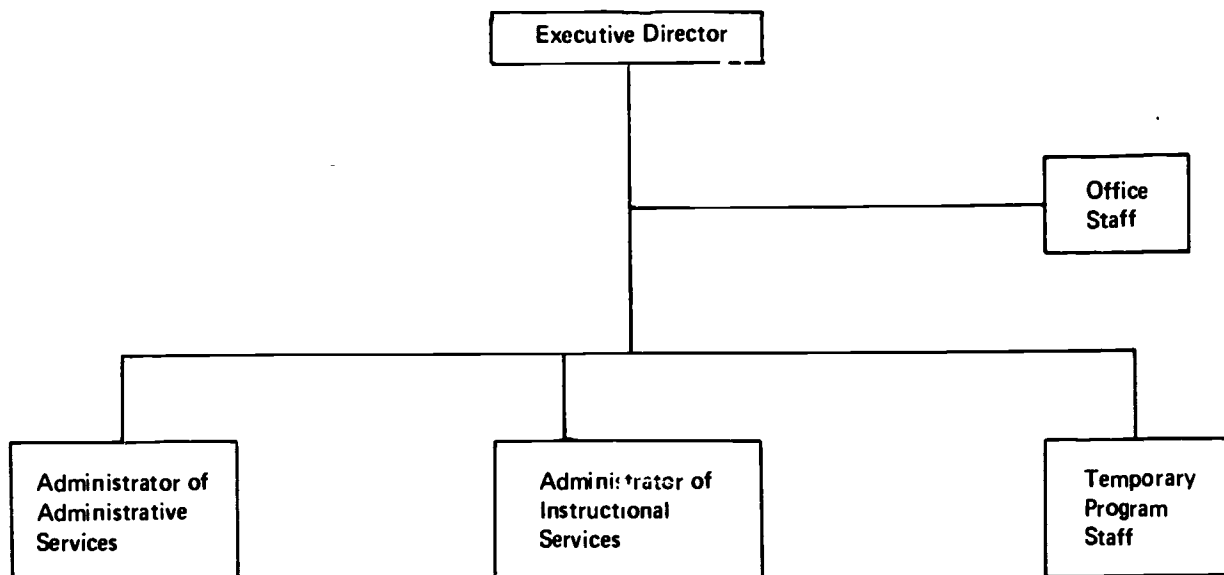 Executive Director
Office
Staff
Administrator of
Administrative
Services
Administrator of
Instructional
Services
Temporary
Program
Staff